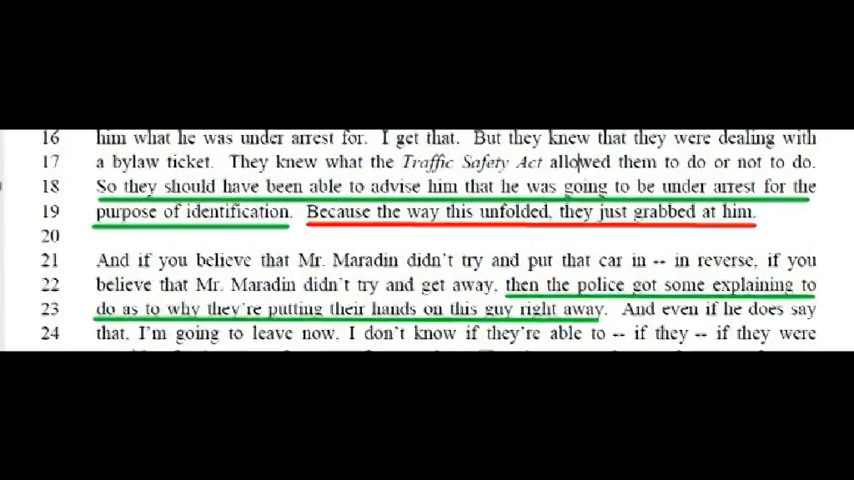 16 him what he was under arrest for. I get that. But they knew that they were dealing with
17 a bylaw ticket. They knew what the Traffic Safety Act allowed them to do or not to do.
18 So they should have been able to advise him that he was going to be under arrest for the
19 purpose of identification. Because the way this unfolded, they just grabbed at him.
20
21 And if you believe that Mr. Maradin didn't try and put that car in -- in reverse, if you
22 believe that Mr. Maradin didn't try and get away, then the police got some explaining to
23 do as to why they're putting their hands on this guy right away. And even if he does say
24 that, I'm going to leave now, I don't know if they're able to -- if they -- if they were